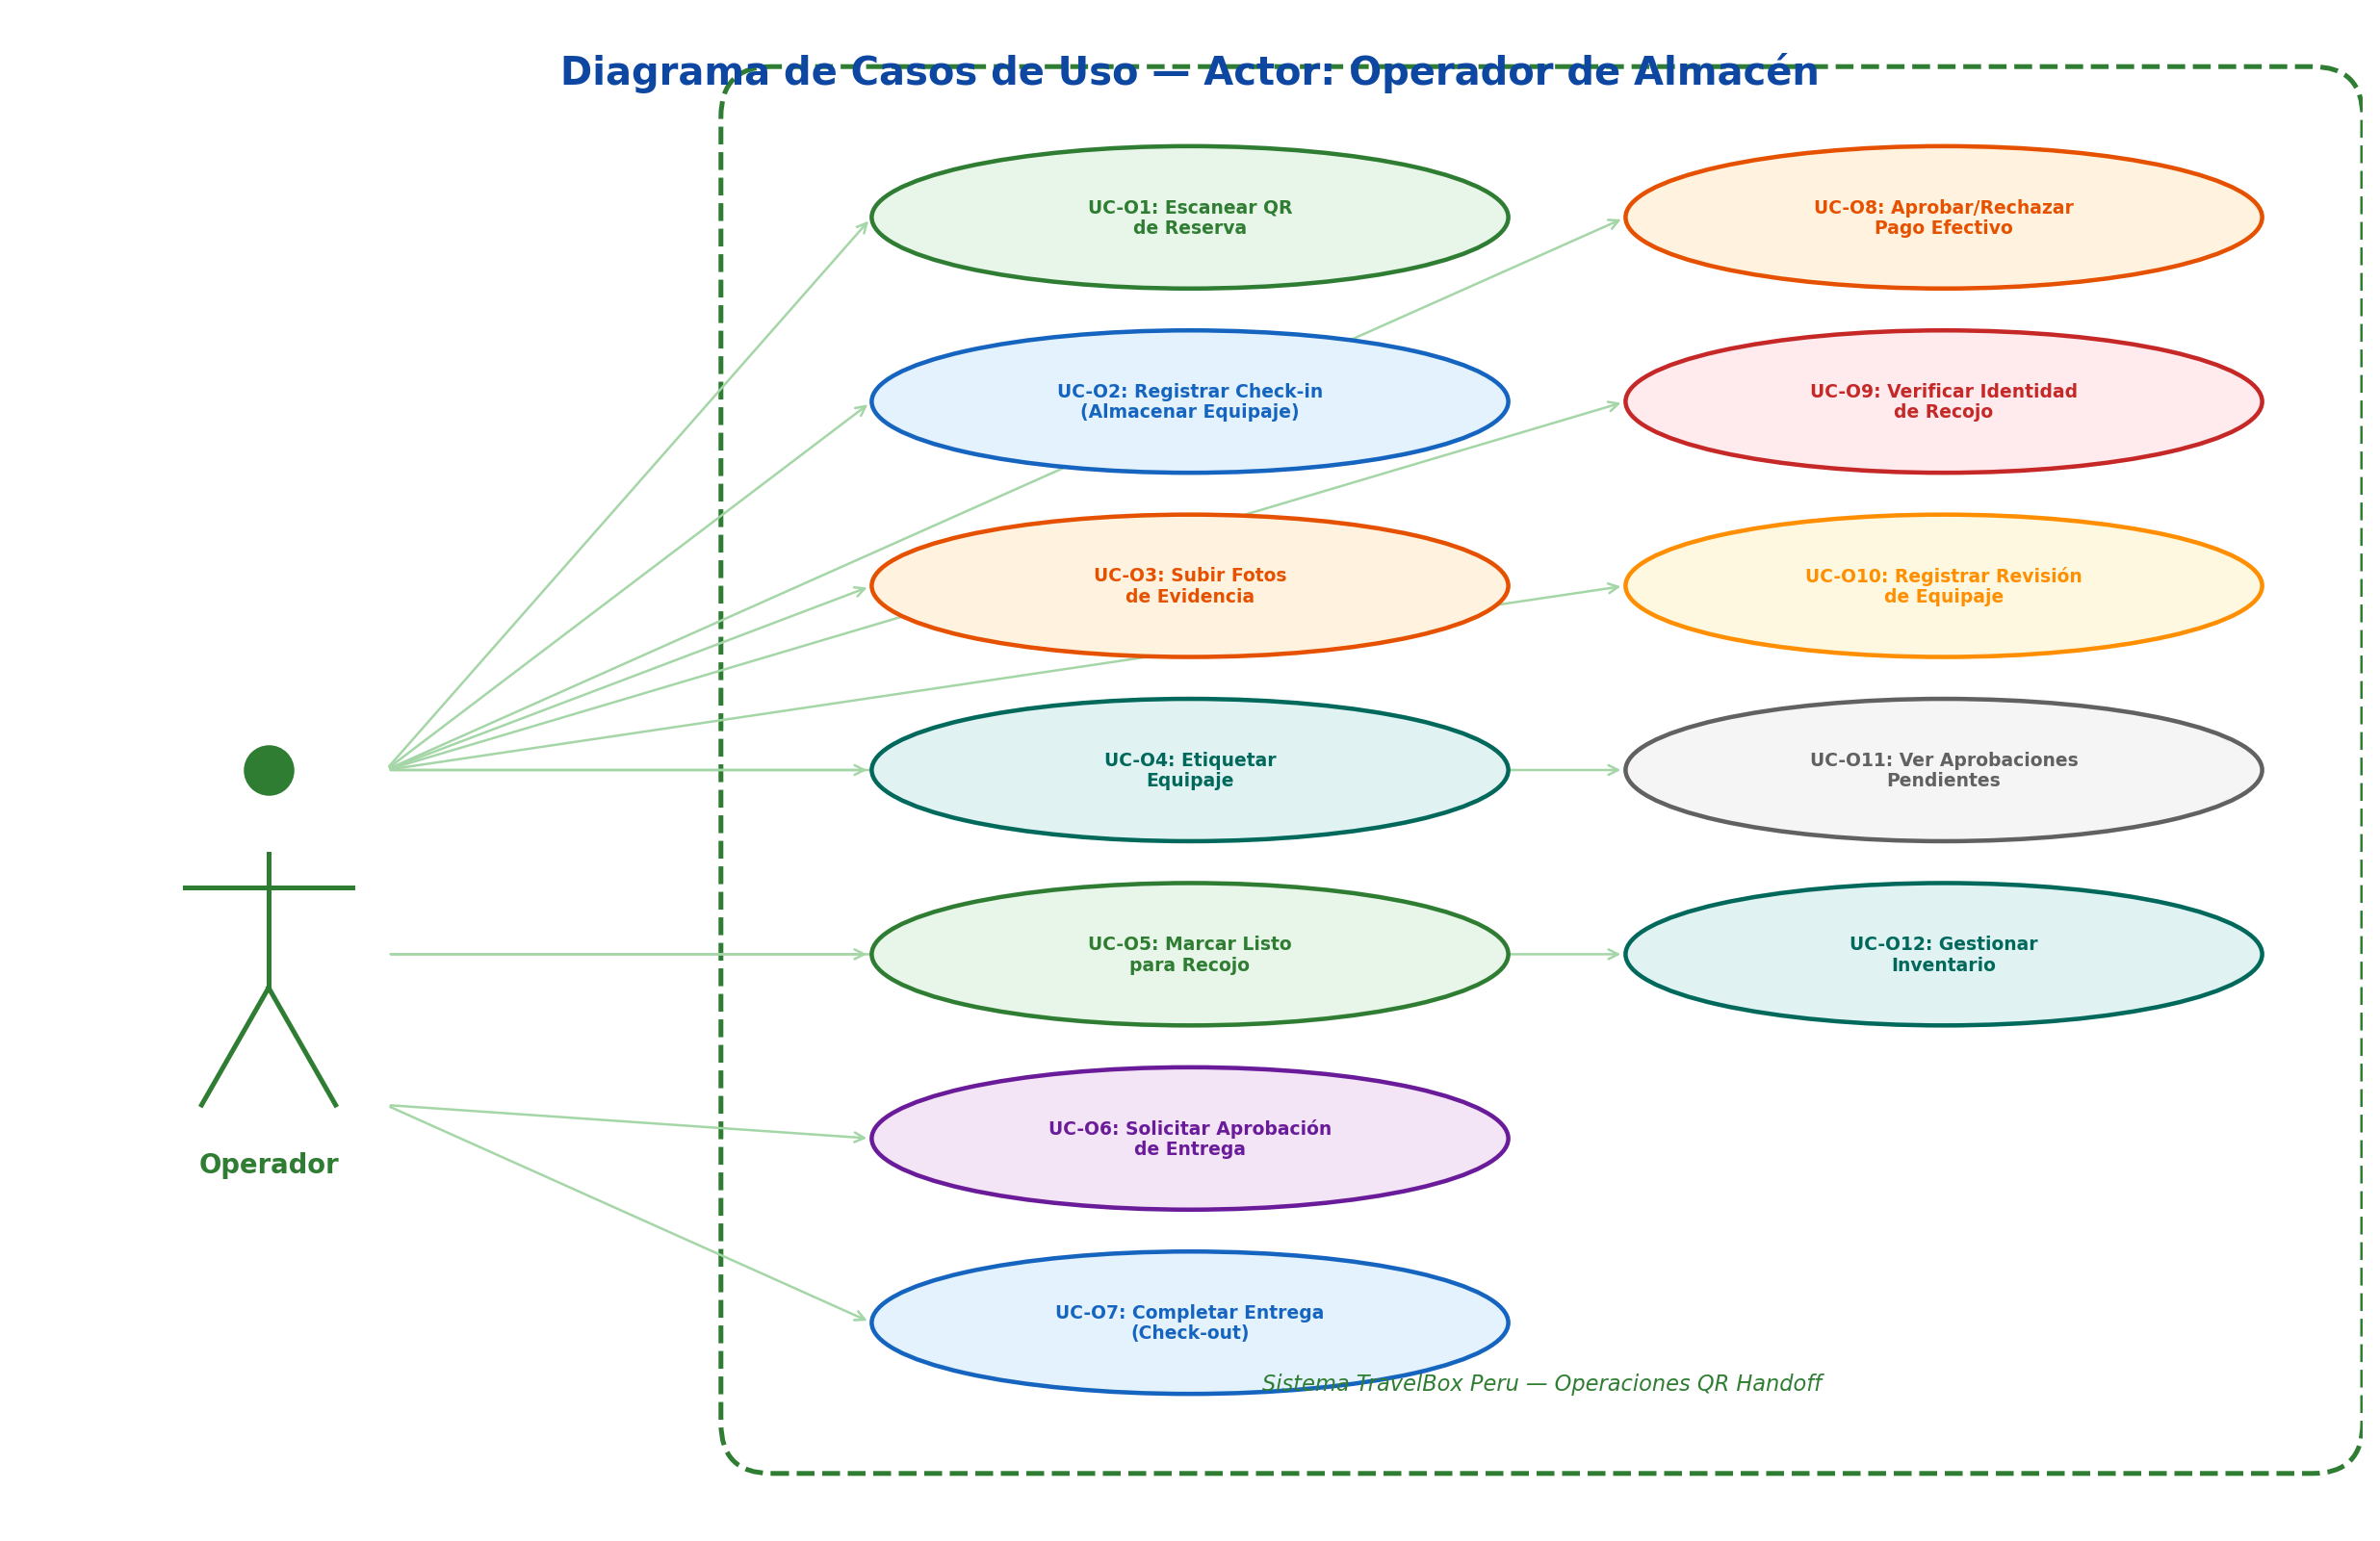 Diagrama de Casos de Uso — Actor: Operador de Almacén
UC-O1: Escanear QR
de Reserva
UC-O8: Aprobar/Rechazar
Pago Efectivo
UC-O2: Registrar Check-in
(Almacenar Equipaje)
UC-O9: Verificar Identidad
de Recojo
UC-O3: Subir Fotos
de Evidencia
UC-O10: Registrar Revisión
de Equipaje
UC-O4: Etiquetar
Equipaje
UC-O11: Ver Aprobaciones
Pendientes
UC-O5: Marcar Listo
para Recojo
UC-O12: Gestionar
Inventario
UC-O6: Solicitar Aprobación
de Entrega
Operador
UC-O7: Completar Entrega
(Check-out)
Sistema TravelBox Peru — Operaciones QR Handoff